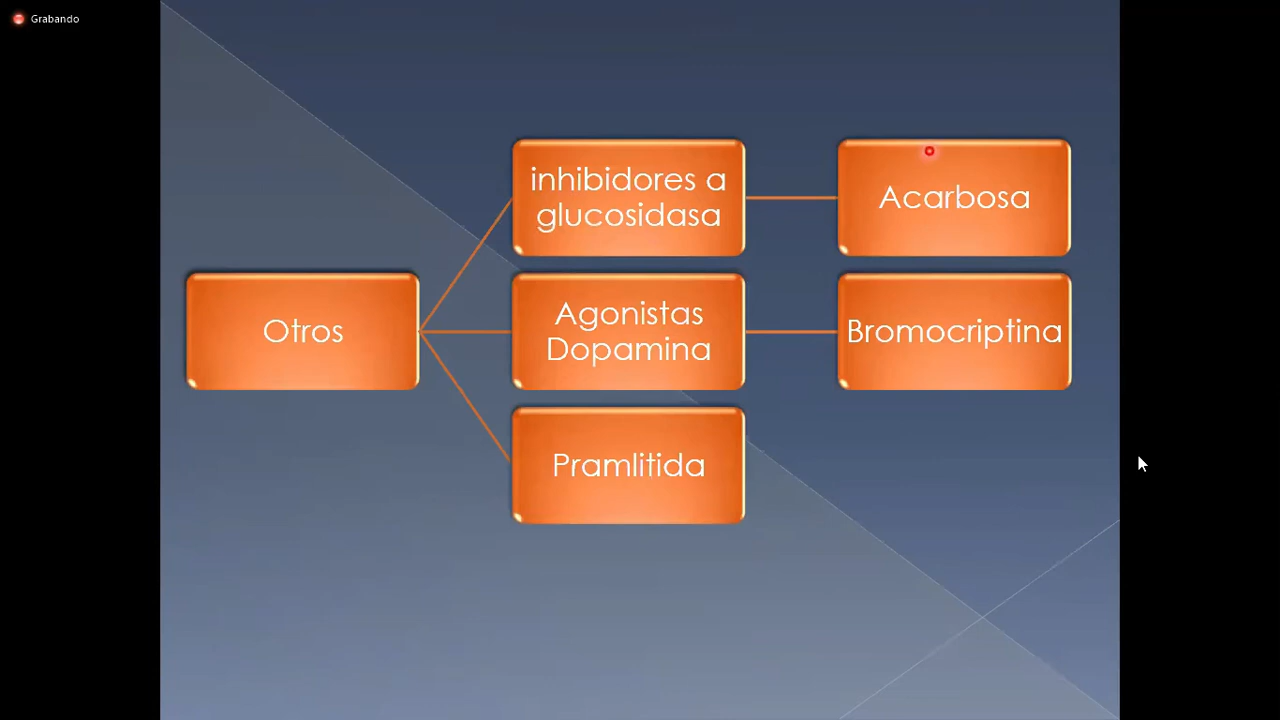 Grabando
inhibidores a
glucosidasa
Acarbosa
Otros
Agonistas
Dopamina
Bromocriptina
Pramlitida